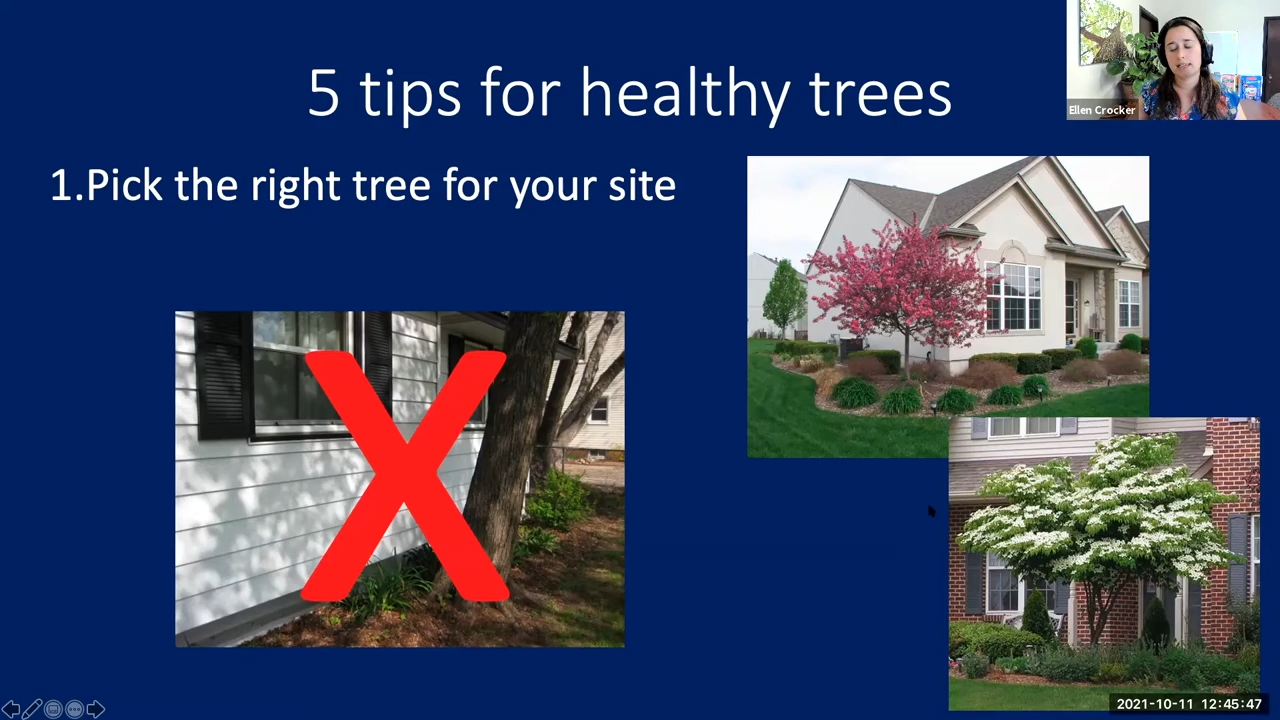 5 tips for healthy trees
Ellen Crocker
1.Pick the right tree for your site
X
2021-10-11 12:45:47